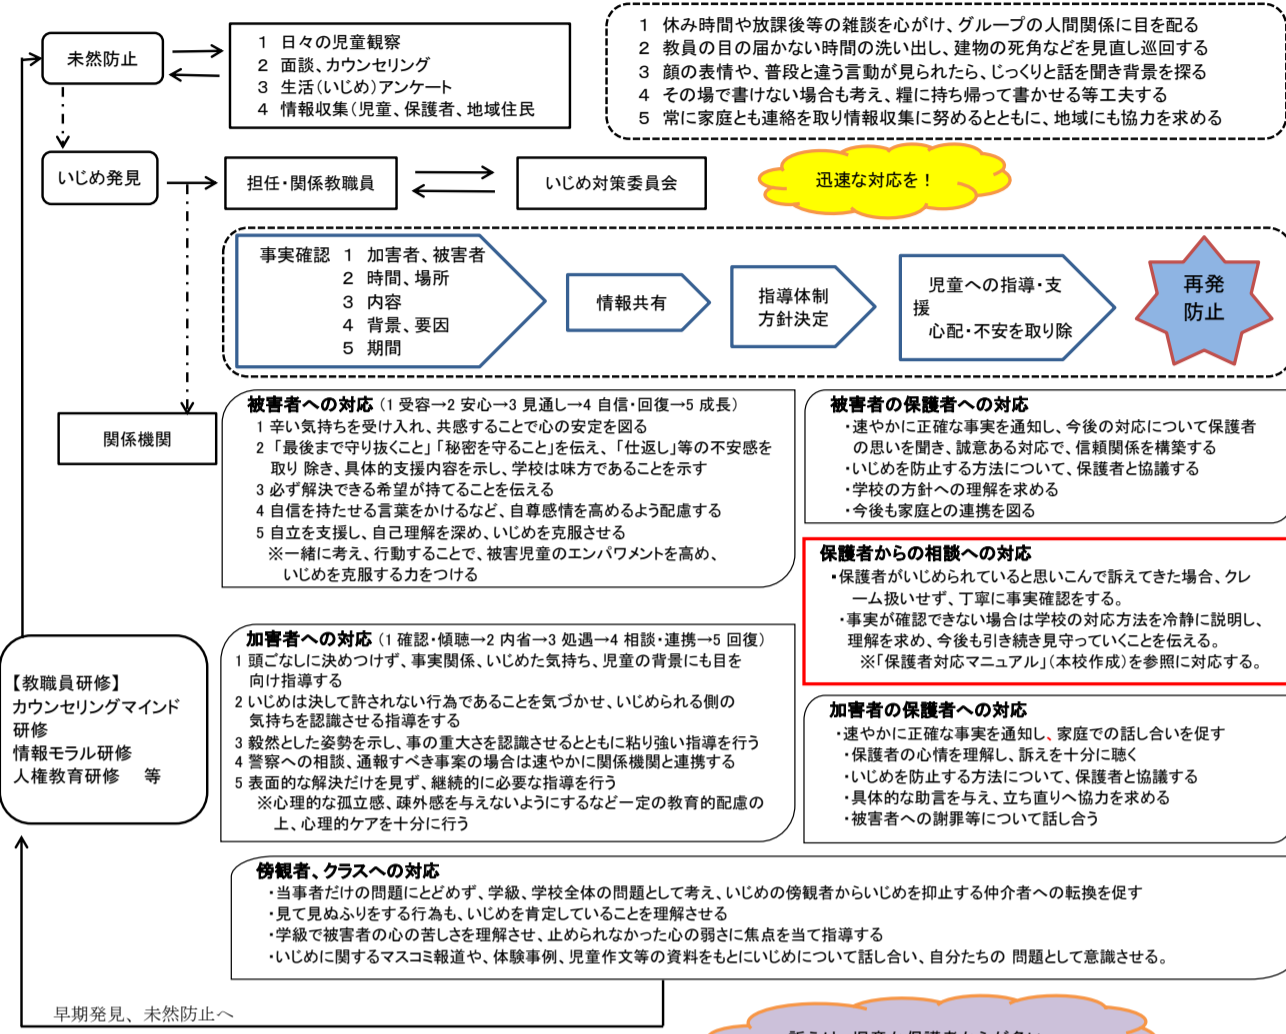 未然防止
1 日々の児童観察
2 面談、カウンセリング
3 生活(いじめ)アンケート
4 情報収集(児童、保護者、地域住民
1 休み時間や放課後等の雑談を心がけ、グループの人間関係に目を配る
2 教員の目の届かない時間の洗い出し、建物の死角などを見直し巡回する
3 顔の表情や、普段と違う言動が見られたら、じっくりと話を聞き背景を探る
4 その場で書けない場合も考え、糧に持ち帰って書かせる等工夫する
5 常に家庭とも連絡を取り情報収集に努めるとともに、地域にも協力を求める
いじめ発見
担任・関係教職員
いじめ対策委員会
迅速な対応を！
事実確認 1 加害者、被害者
2 時間、場所
3 内容
4 背景、要因
5 期間
情報共有
指導体制
方針決定
児童への指導・支
援
心配・不安を取り除
再発
防止
関係機関
被害者への対応（1 受容→2 安心→3 見通し→4 自信・回復→5 成長）
1 辛い気持ちを受け入れ、共感することで心の安定を図る
2 「最後まで守り抜くこと」「秘密を守ること」を伝え、「仕返し」等の不安感を
取り 除き、具体的支援内容を示し、学校は味方であることを示す
3 必ず解決できる希望が持てることを伝える
4 自信を持たせる言葉をかけるなど、自尊感情を高めるよう配慮する
5 自立を支援し、自己理解を深め、いじめを克服させる
※一緒に考え、行動することで、被害児童のエンパワメントを高め、
いじめを克服する力をつける
被害者の保護者への対応
・速やかに正確な事実を通知し、今後の対応について保護者
の思いを聞き、誠意ある対応で、信頼関係を構築する
・いじめを防止する方法について、保護者と協議する
・学校の方針への理解を求める
・今後も家庭との連携を図る
保護者からの相談への対応
・保護者がいじめられていると思いこんで訴えてきた場合、クレ
ーム扱いせず、丁寧に事実確認をする。
・事実が確認できない場合は学校の対応方法を冷静に説明し、
理解を求め、今後も引き続き見守っていくことを伝える。
※「保護者対応マニュアル」（本校作成）を参照に対応する。
加害者への対応（1 確認・傾聴→2 内省→3 処遇→4 相談・連携→5 回復）
1 頭ごなしに決めつけず、事実関係、いじめた気持ち、児童の背景にも目を
向け指導する
2 いじめは決して許されない行為であることを気づかせ、いじめられる側の
気持ちを認識させる指導をする
3 毅然とした姿勢を示し、事の重大さを認識させるとともに粘り強い指導を行う
4 警察への相談、通報すべき事案の場合は速やかに関係機関と連携する
5 表面的な解決だけを見ず、継続的に必要な指導を行う
※心理的な孤立感、疎外感を与えないようにするなど一定の教育的配慮の
上、心理的ケアを十分に行う
加害者の保護者への対応
・速やかに正確な事実を通知し、家庭での話し合いを促す
・保護者の心情を理解し、訴えを十分に聴く
・いじめを防止する方法について、保護者と協議する
・具体的な助言を与え、立ち直りへ協力を求める
・被害者への謝罪等について話し合う
【教職員研修】
カウンセリングマインド
研修
情報モラル研修
人権教育研修 等
傍観者、クラスへの対応
・当事者だけの問題にとどめず、学級、学校全体の問題として考え、いじめの傍観者からいじめを抑止する仲介者への転換を促す
・見て見ぬふりをする行為も、いじめを肯定していることを理解させる
・学級で被害者の心の苦しさを理解させ、止められなかった心の弱さに焦点を当て指導する
・いじめに関するマスコミ報道や、体験事例、児童作文等の資料をもとにいじめについて話し合い、自分たちの 問題として意識させる。
早期発見、未然防止へ